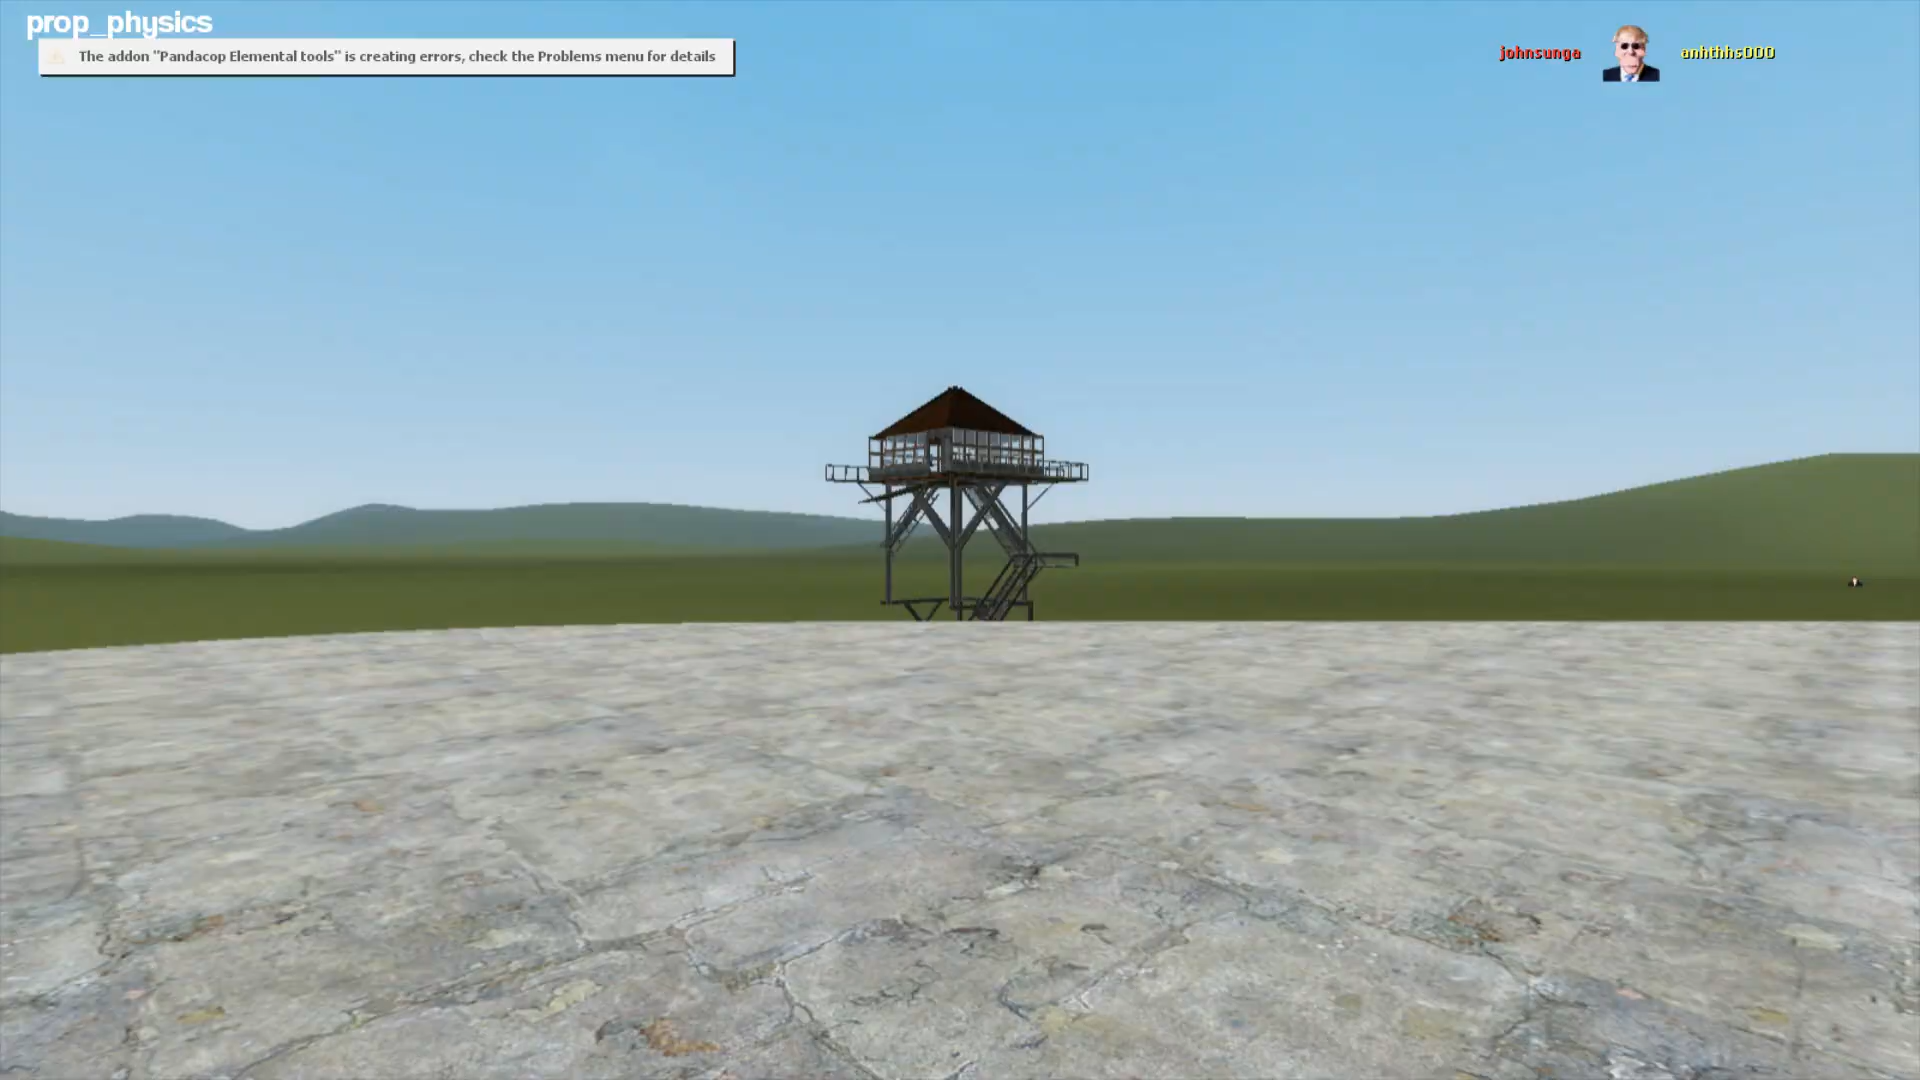 prop_physics
The addon "Pandacop Elemental tools" is creating errors, check the Problems menu for details
johnsunga anhthhs000